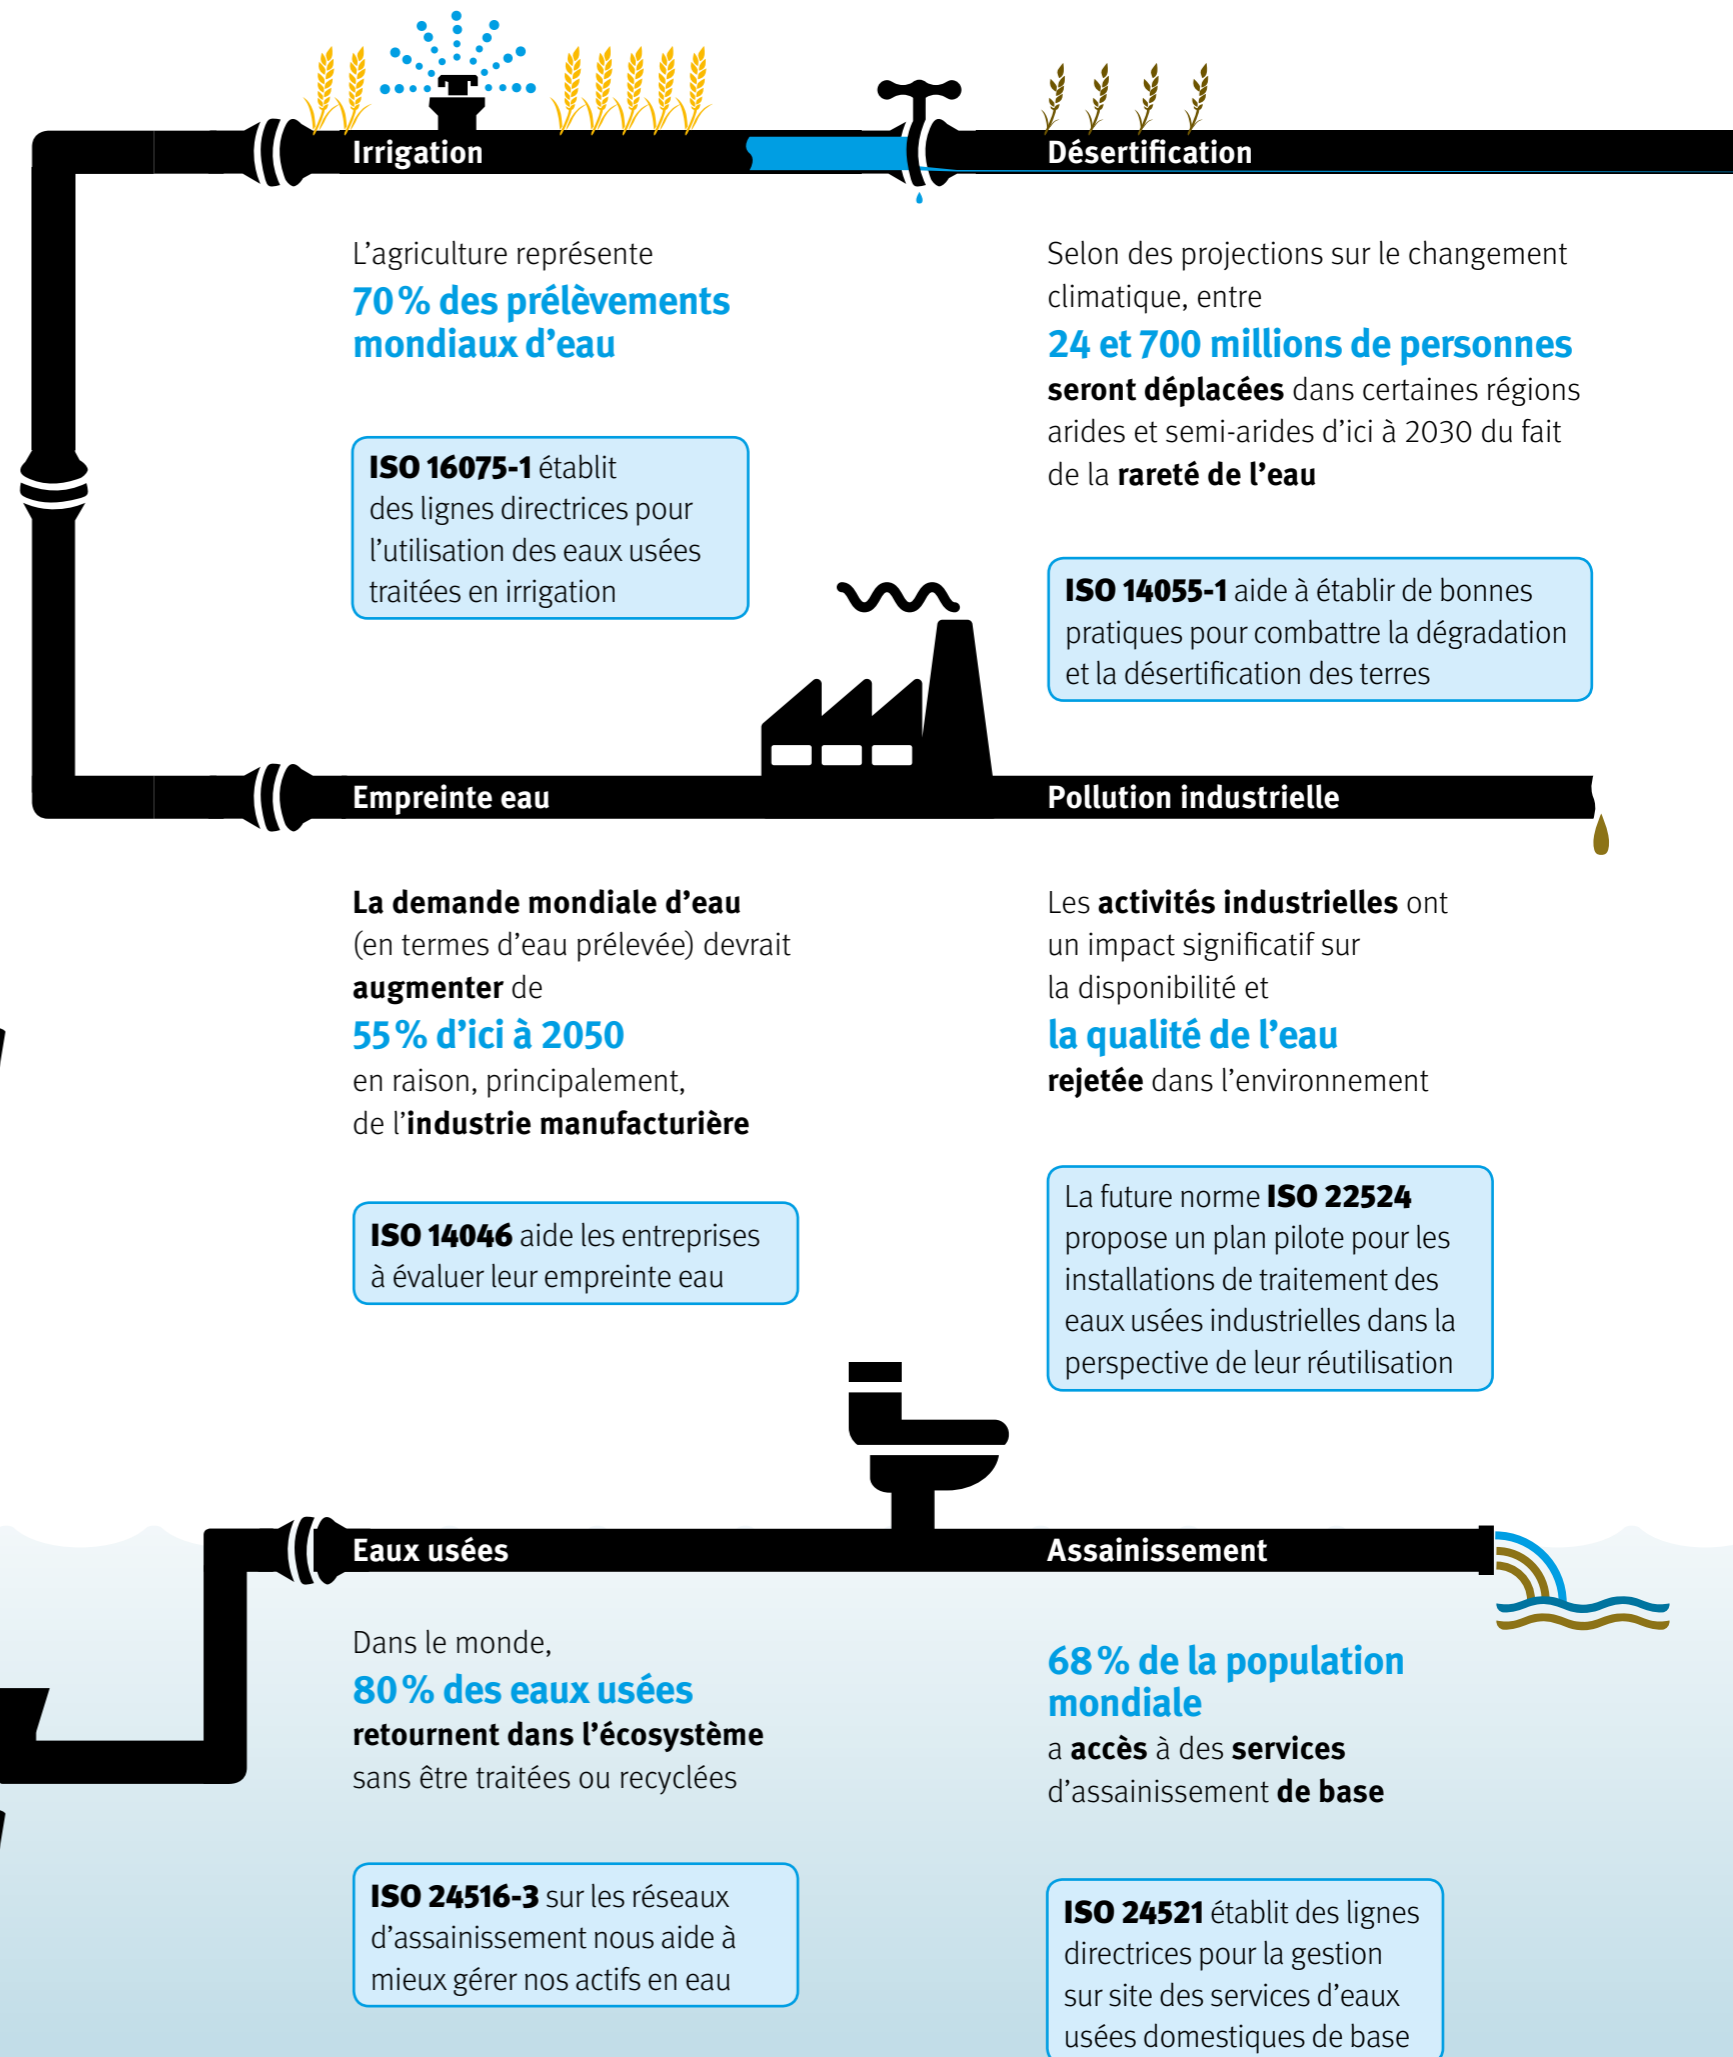 Irrigation
L’agriculture représente
70 % des prélèvements
mondiaux d’eau
ISO 16075-1 établit
des lignes directrices pour
l’utilisation des eaux usées
traitées en irrigation
Désertification
Selon des projections sur le changement
climatique, entre
24 et 700 millions de personnes
seront déplacées dans certaines régions
arides et semi-arides d’ici à 2030 du fait
de la rareté de l’eau
ISO 14055-1 aide à établir de bonnes
pratiques pour combattre la dégradation
et la désertification des terres
Empreinte eau
La demande mondiale d’eau
(en termes d’eau prélevée) devrait
augmenter de
55 % d’ici à 2050
en raison, principalement,
de l’industrie manufacturière
ISO 14046 aide les entreprises
à évaluer leur empreinte eau
Pollution industrielle
Les activités industrielles ont
un impact significatif sur
la disponibilité et
la qualité de l’eau
rejetée dans l’environnement
La future norme ISO 22524
propose un plan pilote pour les
installations de traitement des
eaux usées industrielles dans la
perspective de leur réutilisation
Eaux usées
Dans le monde,
80 % des eaux usées
retournent dans l’écosystème
sans être traitées ou recyclées
ISO 24516-3 sur les réseaux
d’assainissement nous aide à
mieux gérer nos actifs en eau
Assainissement
68 % de la population
mondiale
a accès à des services
d’assainissement de base
ISO 24521 établit des lignes
directrices pour la gestion
sur site des services d’eaux
usées domestiques de base